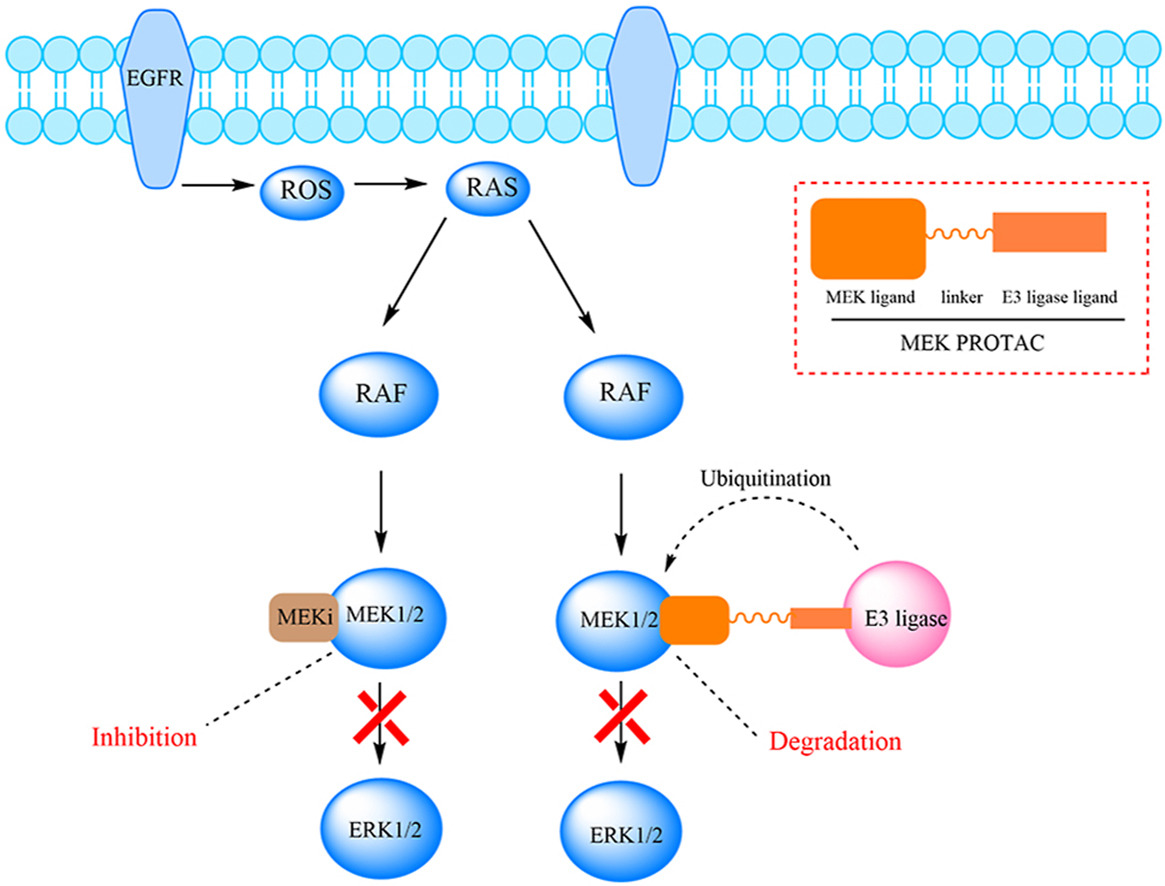 EGFR
ROS
RAS
MEK ligand linker E3 ligase ligand
MEK PROTAC
RAF
RAF
Ubiquitination
MEKi
MEK1/2
MEK1/2
E3 ligase
Inhibition
Degradation
ERK1/2
ERK1/2